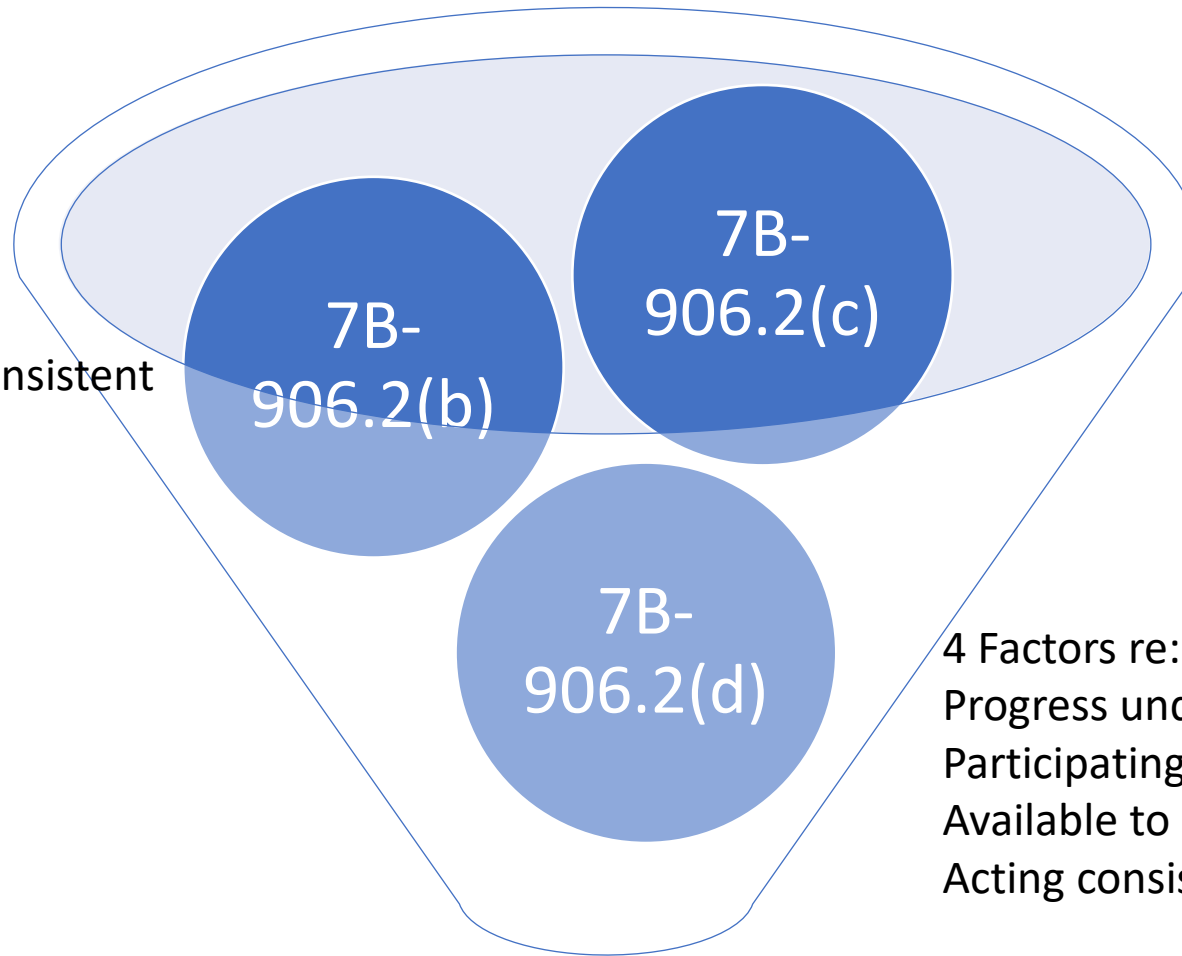 7B-
906.2(c)
7B-
906.2(b)
nsistent
7B-
906.2(d)
4 Factors re:
Progress und
Participating
Available to
Acting consis